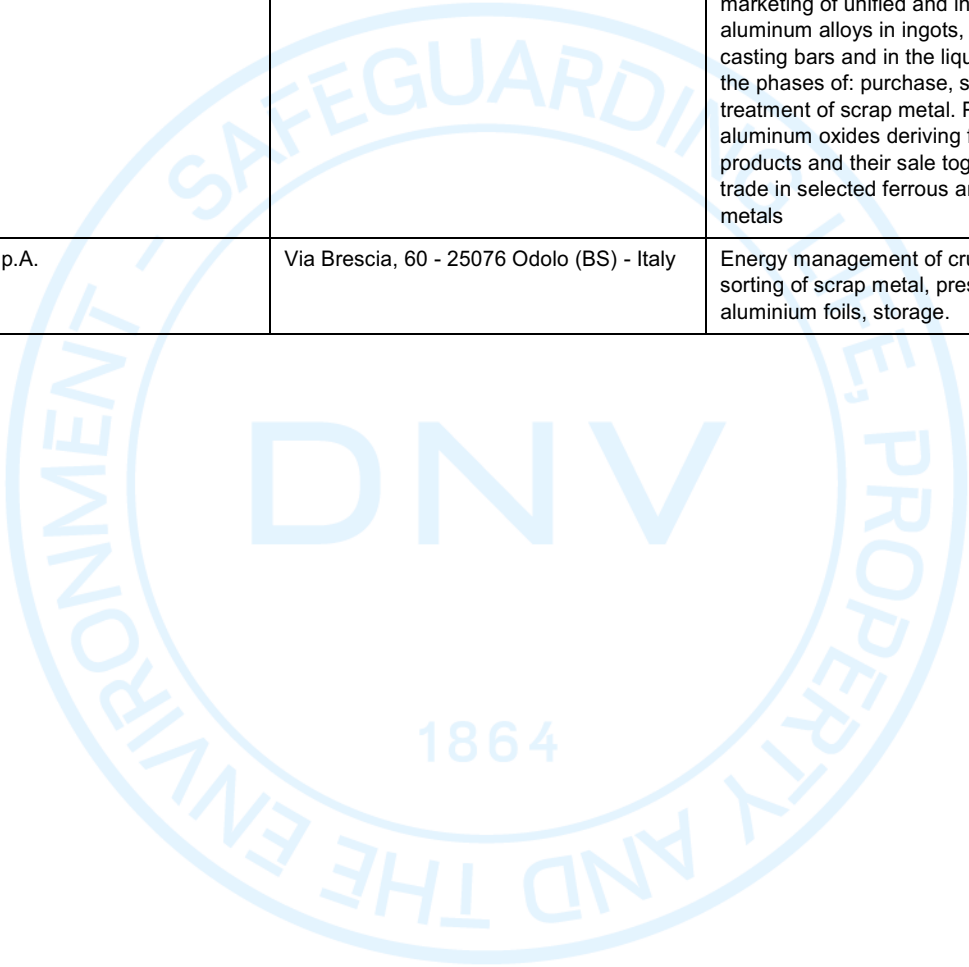 marketing of unified and in
aluminum alloys in ingots,
casting bars and in the liqu
the phases of: purchase, s
treatment of scrap metal.
aluminum oxides deriving
products and their sale tog
trade in selected ferrous a
metals
p.A.
Via Brescia, 60 - 25076 Odolo (BS) - Italy
Energy management of cru
sorting of scrap metal, pres
aluminium foils, storage.
SAFEGUARDING LIFE, PROPERTY AND THE ENVIRONMENT -
DNV
1864